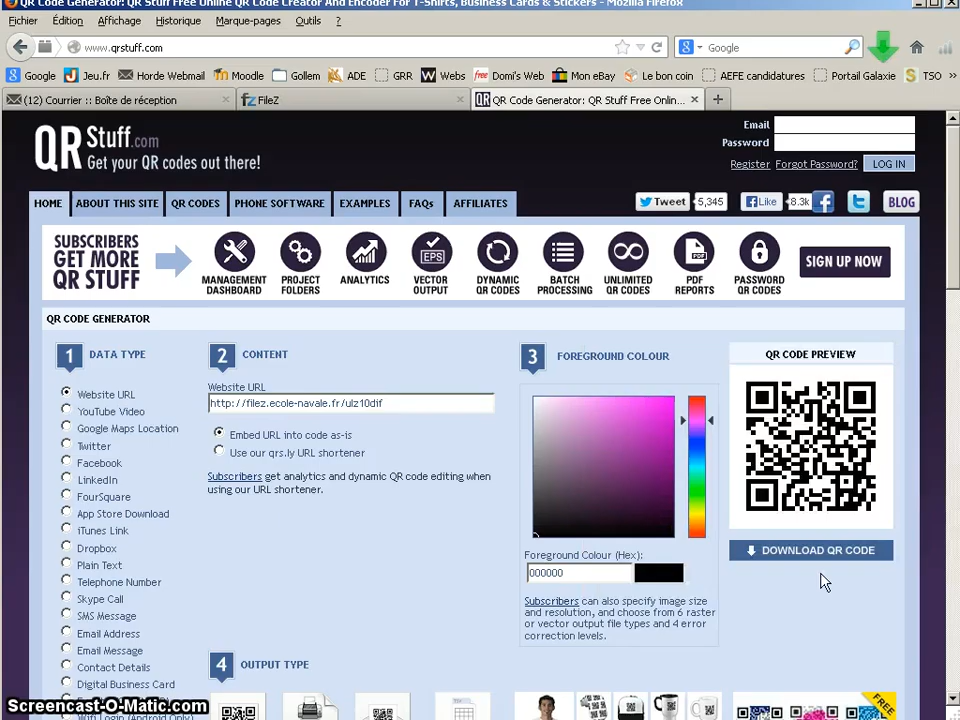 QR Code Generator: QR Stuff Free Online QR Code Creator And Encoder For T-Shirts, Business Cards & Stickers - Mozilla Firefox
Fichier Édition Affichage Historique Marque-pages Outils ?
www.qrstuff.com Google
Google Jeu.fr Horde Webmail Moodle Gollem ADE GRR Webs Domi's Web Mon eBay Le bon coin AEFE candidatures Portail Galaxie TSO »
(12) Courrier :: Boîte de réception × FileZ × QR Code Generator: QR Stuff Free Onlin... × +
QR Stuff.com
Get your QR codes out there!
Email
Password
Register Forgot Password? LOG IN
HOME ABOUT THIS SITE QR CODES PHONE SOFTWARE EXAMPLES FAQs AFFILIATES Tweet 5,345 Like 8.3k BLOG
SUBSCRIBERS
GET MORE
QR STUFF
MANAGEMENT
DASHBOARD
PROJECT
FOLDERS
ANALYTICS
EPS
VECTOR
OUTPUT
DYNAMIC
QR CODES
BATCH
PROCESSING
UNLIMITED
QR CODES
PDF
PDF
REPORTS
PASSWORD
QR CODES
SIGN UP NOW
QR CODE GENERATOR
1 DATA TYPE
Website URL
YouTube Video
Google Maps Location
Twitter
Facebook
LinkedIn
FourSquare
App Store Download
iTunes Link
Dropbox
Plain Text
Telephone Number
Skype Call
SMS Message
Email Address
Email Message
Contact Details
Digital Business Card
Wifi Login (Android Only)
2 CONTENT
Website URL
http://filez.ecole-navale.fr/ulz10dif
Embed URL into code as-is
Use our qrs.ly URL shortener
Subscribers get analytics and dynamic QR code editing when
using our URL shortener.
3 FOREGROUND COLOUR
Foreground Colour (Hex):
000000
Subscribers can also specify image size
and resolution, and choose from 6 raster
or vector output file types and 4 error
correction levels.
QR CODE PREVIEW
DOWNLOAD QR CODE
4 OUTPUT TYPE
FREE
Screencast-O-Matic.com